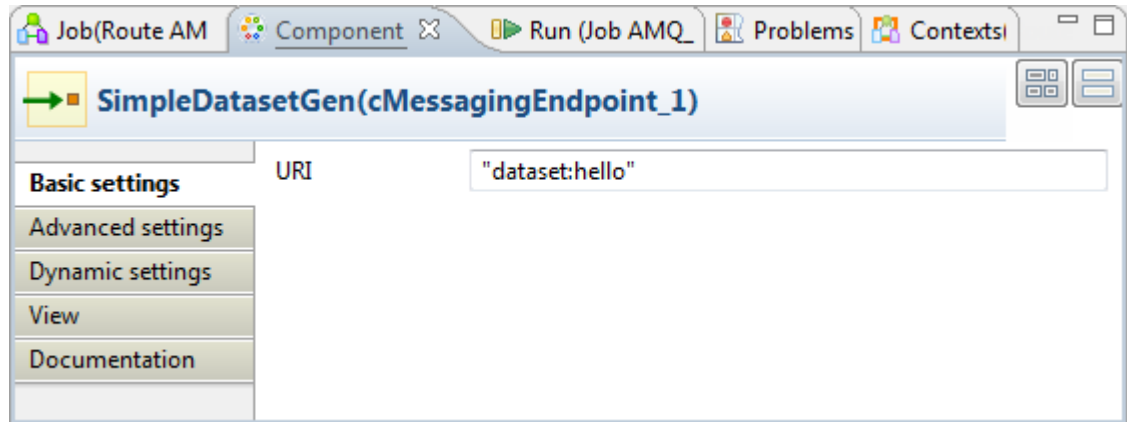 Job(Route AM Component Run (Job AMQ_ Problems Contexts(
SimpleDatasetGen(cMessagingEndpoint_1)
Basic settings
URI "dataset:hello"
Advanced settings
Dynamic settings
View
Documentation